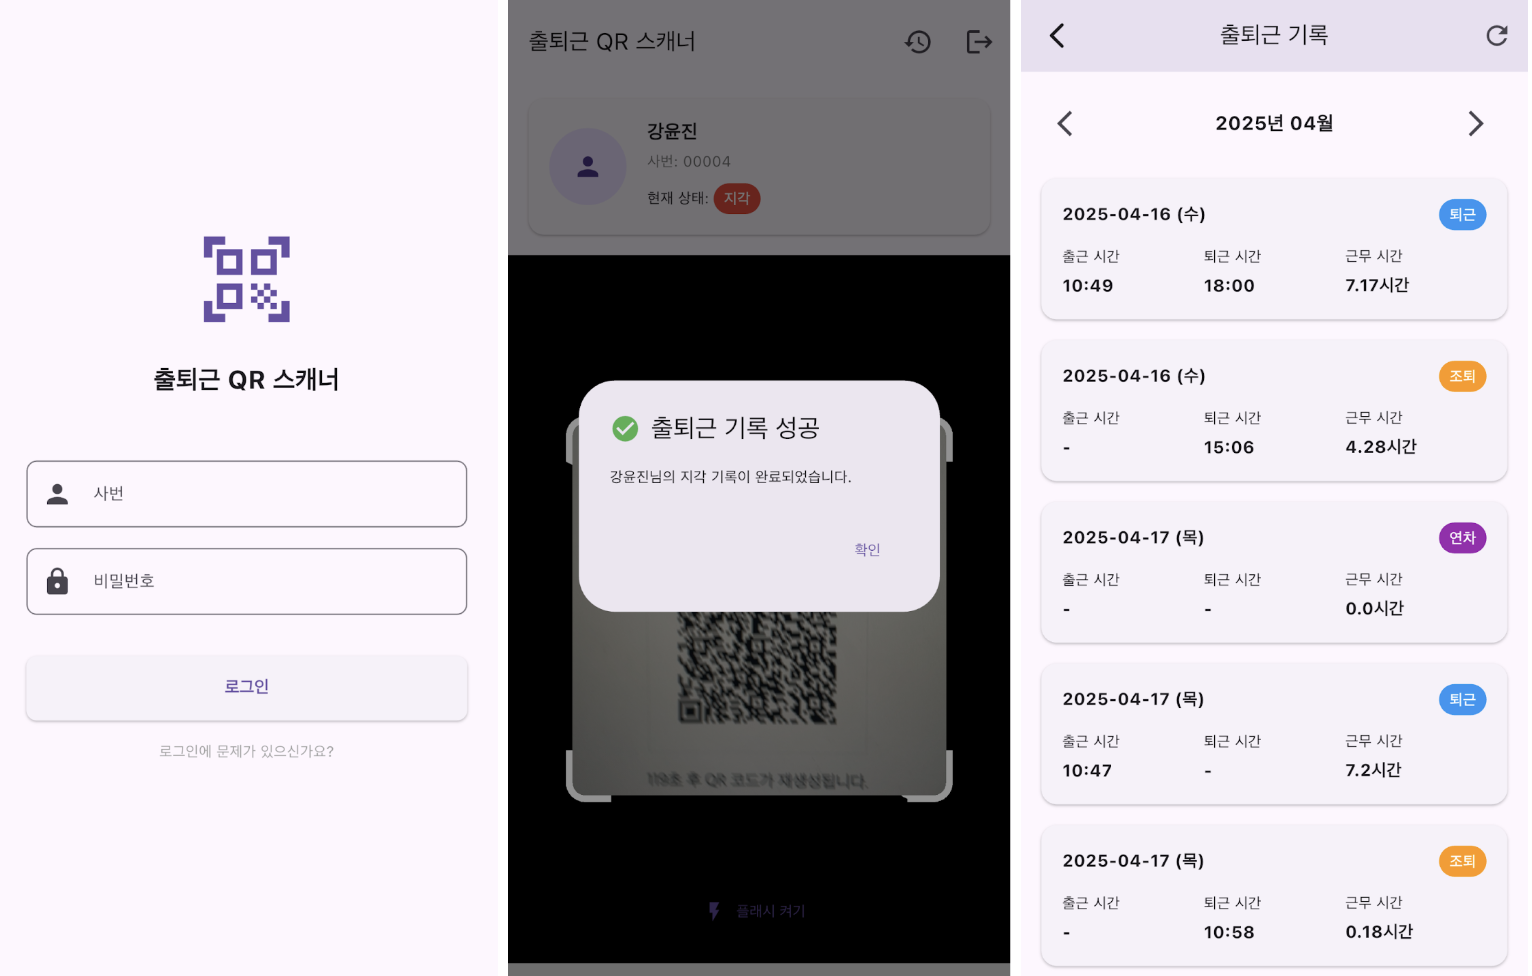 출퇴근 QR 스캐너
사번
비밀번호
로그인
로그인에 문제가 있으신가요?
출퇴근 QR 스캐너
강윤진
사번: 00004
현재 상태: 지각
출퇴근 기록 성공
강윤진님의 지각 기록이 완료되었습니다.
확인
119초 후 QR 코드가 재생성됩니다.
플래시 켜기
출퇴근 기록
2025년 04월
2025-04-16 (수) 퇴근
출근 시간 퇴근 시간 근무 시간
10:49 18:00 7.17시간
2025-04-16 (수) 조퇴
출근 시간 퇴근 시간 근무 시간
- 15:06 4.28시간
2025-04-17 (목) 연차
출근 시간 퇴근 시간 근무 시간
- - 0.0시간
2025-04-17 (목) 퇴근
출근 시간 퇴근 시간 근무 시간
10:47 - 7.2시간
2025-04-17 (목) 조퇴
출근 시간 퇴근 시간 근무 시간
- 10:58 0.18시간